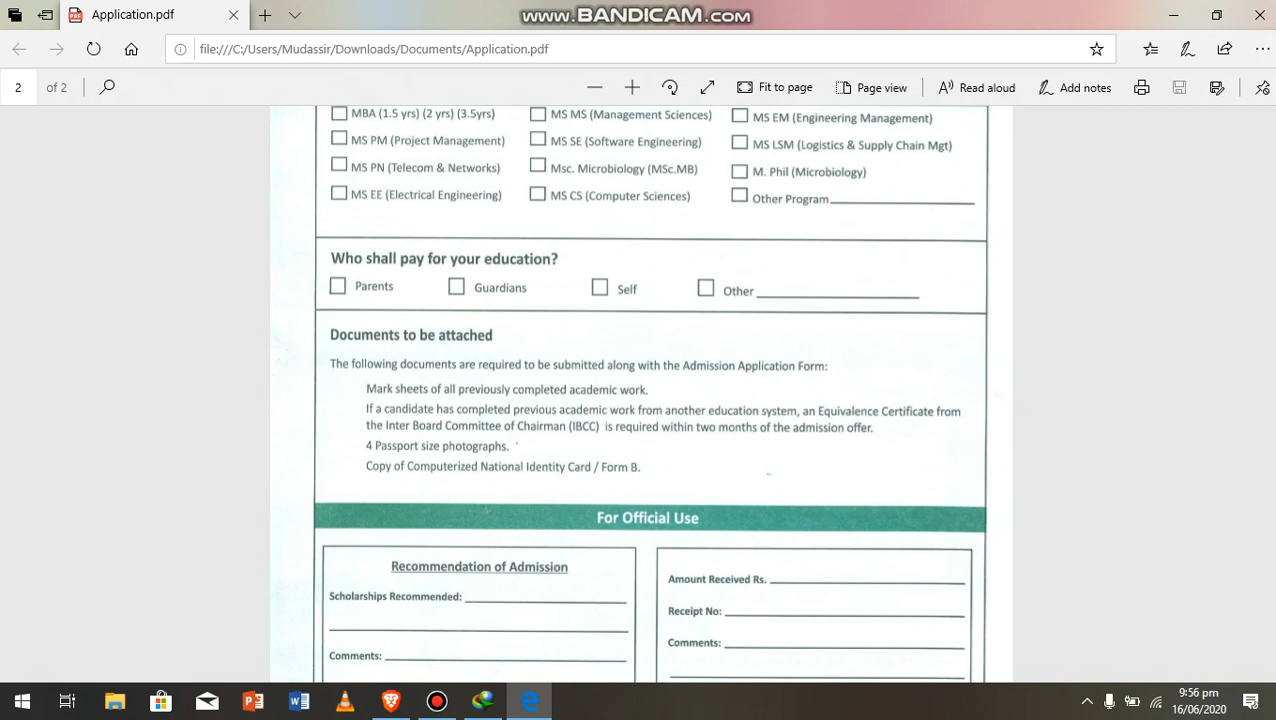 Application.pdf
www.BANDICAM.com
file:///C:/Users/Mudassir/Downloads/Documents/Application.pdf
2 of 2 Fit to page Page view Read aloud Add notes
MBA (1.5 yrs) (2 yrs) (3.5yrs) MS MS (Management Sciences) MS EM (Engineering Management)
MS PM (Project Management) MS SE (Software Engineering) MS LSM (Logistics & Supply Chain Mgt)
MS PN (Telecom & Networks) Msc. Microbiology (MSc.MB) M. Phil (Microbiology)
MS EE (Electrical Engineering) MS CS (Computer Sciences) Other Program
Who shall pay for your education?
Parents Guardians Self Other
Documents to be attached
The following documents are required to be submitted along with the Admission Application Form:
Mark sheets of all previously completed academic work.
If a candidate has completed previous academic work from another education system, an Equivalence Certificate from
the Inter Board Committee of Chairman (IBCC) is required within two months of the admission offer.
4 Passport size photographs.
Copy of Computerized National Identity Card / Form B.
For Official Use
Recommendation of Admission
Scholarships Recommended:
Comments:
Amount Received Rs.
Receipt No:
Comments:
9:56 pm
16/06/2020